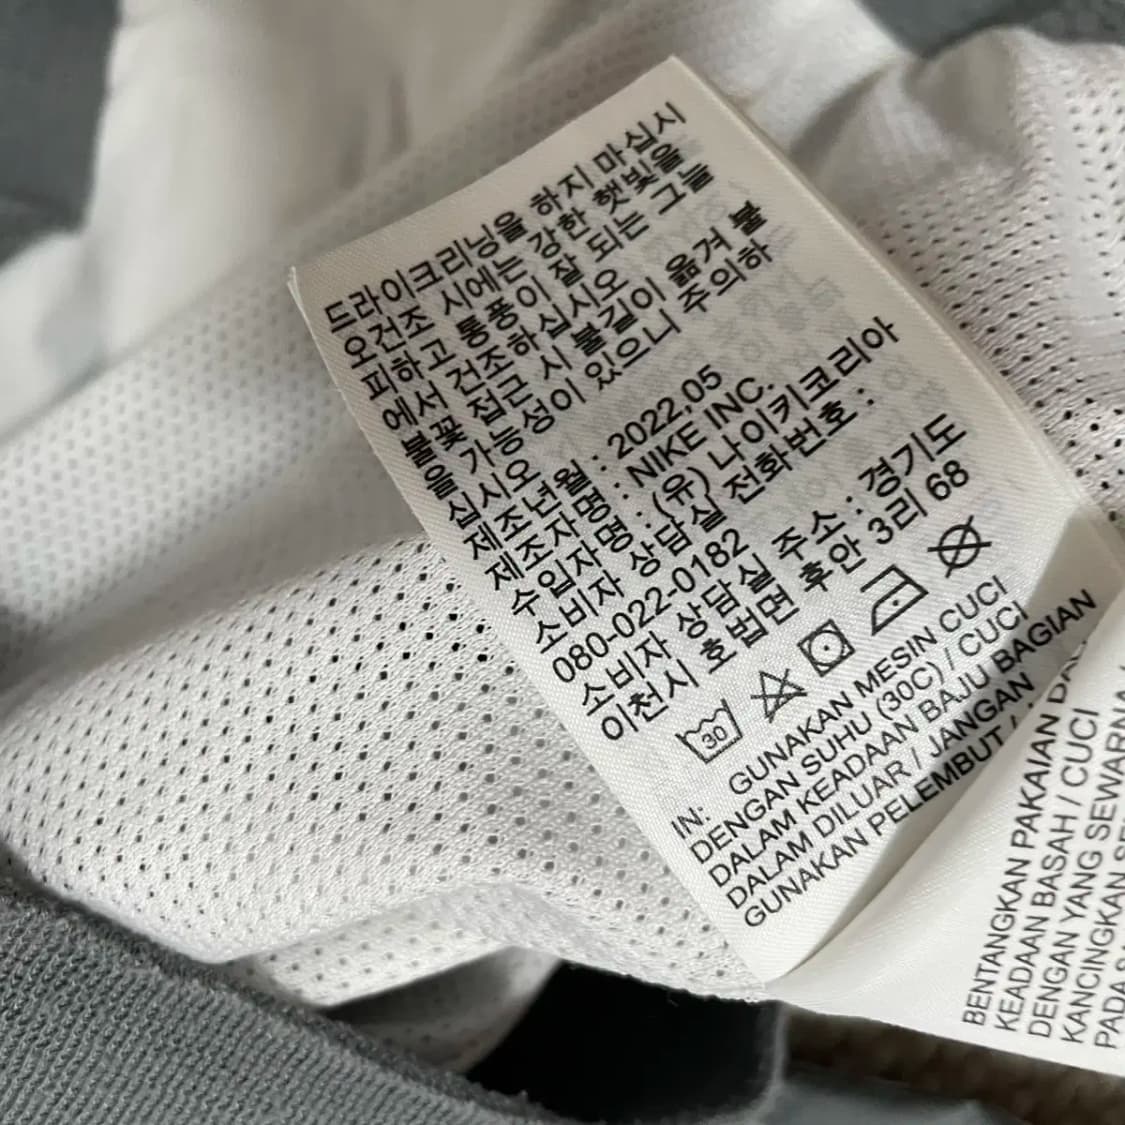 드라이크리닝을 하지 마십시
오건조 시에는 강한 햇빛을
피하고 통풍이 잘 되는 그늘
에서 건조하십시오
불꽃 접근 시 불길이 옮겨 붙
을 가능성이 있으니 주의하
십시오
제조년월 : 2022,05
제조자명 : NIKE INC.
수입자명 : (유) 나이키코리아
소비자 상담실 전화번호 :
080-022-0182
소비자 상담실 주소 : 경기도
이천시 호법면 후안 3리 68
30
IN: GUNAKAN MESIN CUCI
DENGAN SUHU (30C) / CUCI
DALAM KEADAAN BAJU BAGIAN
DALAM DILUAR / JANGAN
GUNAKAN PELEMBUT /
BENTANGKAN PAKAIAN
KEADAAN BASAH / CUCI
DENGAN YANG SEWARNA
KANCINGKAN
PADA